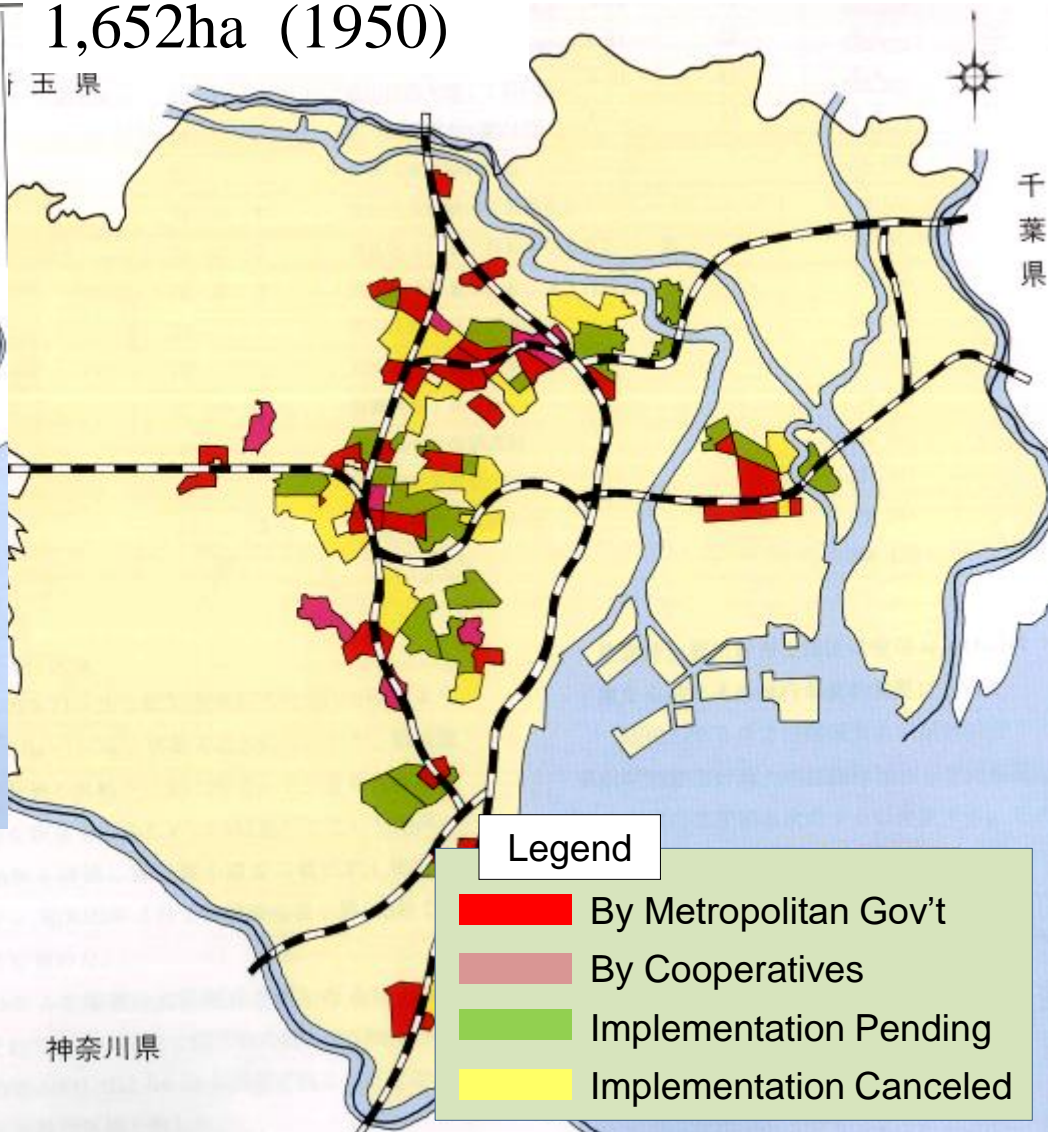 1,652ha (1950)
玉県
千
葉
県
Legend
By Metropolitan Gov't
By Cooperatives
Implementation Pending
Implementation Canceled
神奈川県